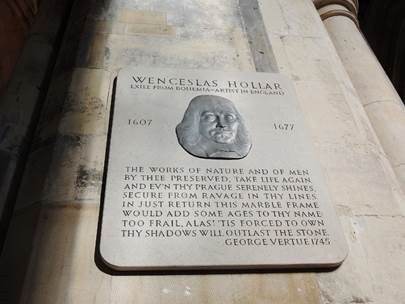 WENCESLAS HOLLAR
EXILE FROM BOHEMIA–ARTIST IN ENGLAND
1607 1677
THE WORKS OF NATURE AND OF MEN,
BY THEE PRESERVED, TAKE LIFE AGAIN,
AND EV'N THY PRAGUE SERENELY SHINES,
SECURE FROM RAVAGE IN THY LINES.
IN JUST RETURN THIS MARBLE FRAME
WOULD ADD SOME AGES TO THY NAME,
TOO FRAIL, ALAS! 'TIS FORCED TO OWN
THY SHADOWS WILL OUTLAST THE STONE.
GEORGE VERTUE 1745